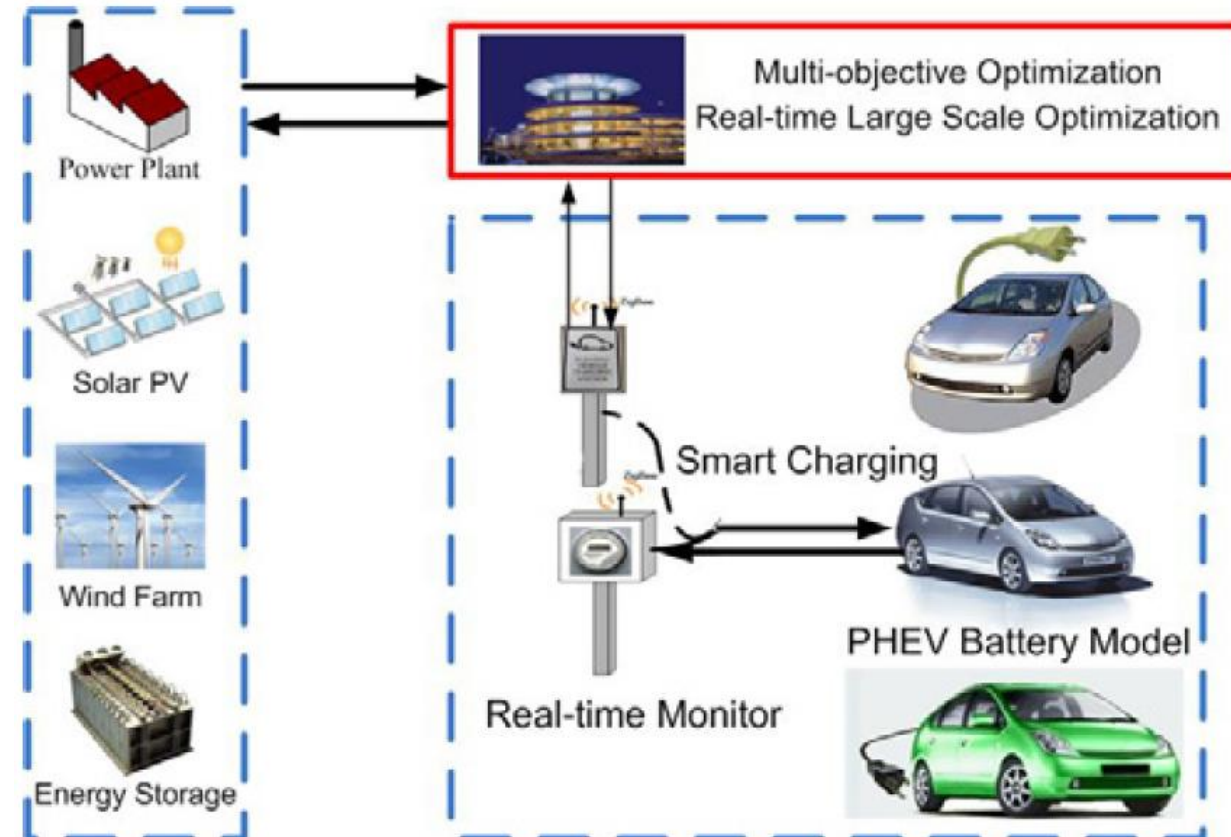 Power Plant
Solar PV
Wind Farm
Energy Storage
Multi-objective Optimization
Real-time Large Scale Optimization
Smart Charging
PHEV Battery Model
Real-time Monitor